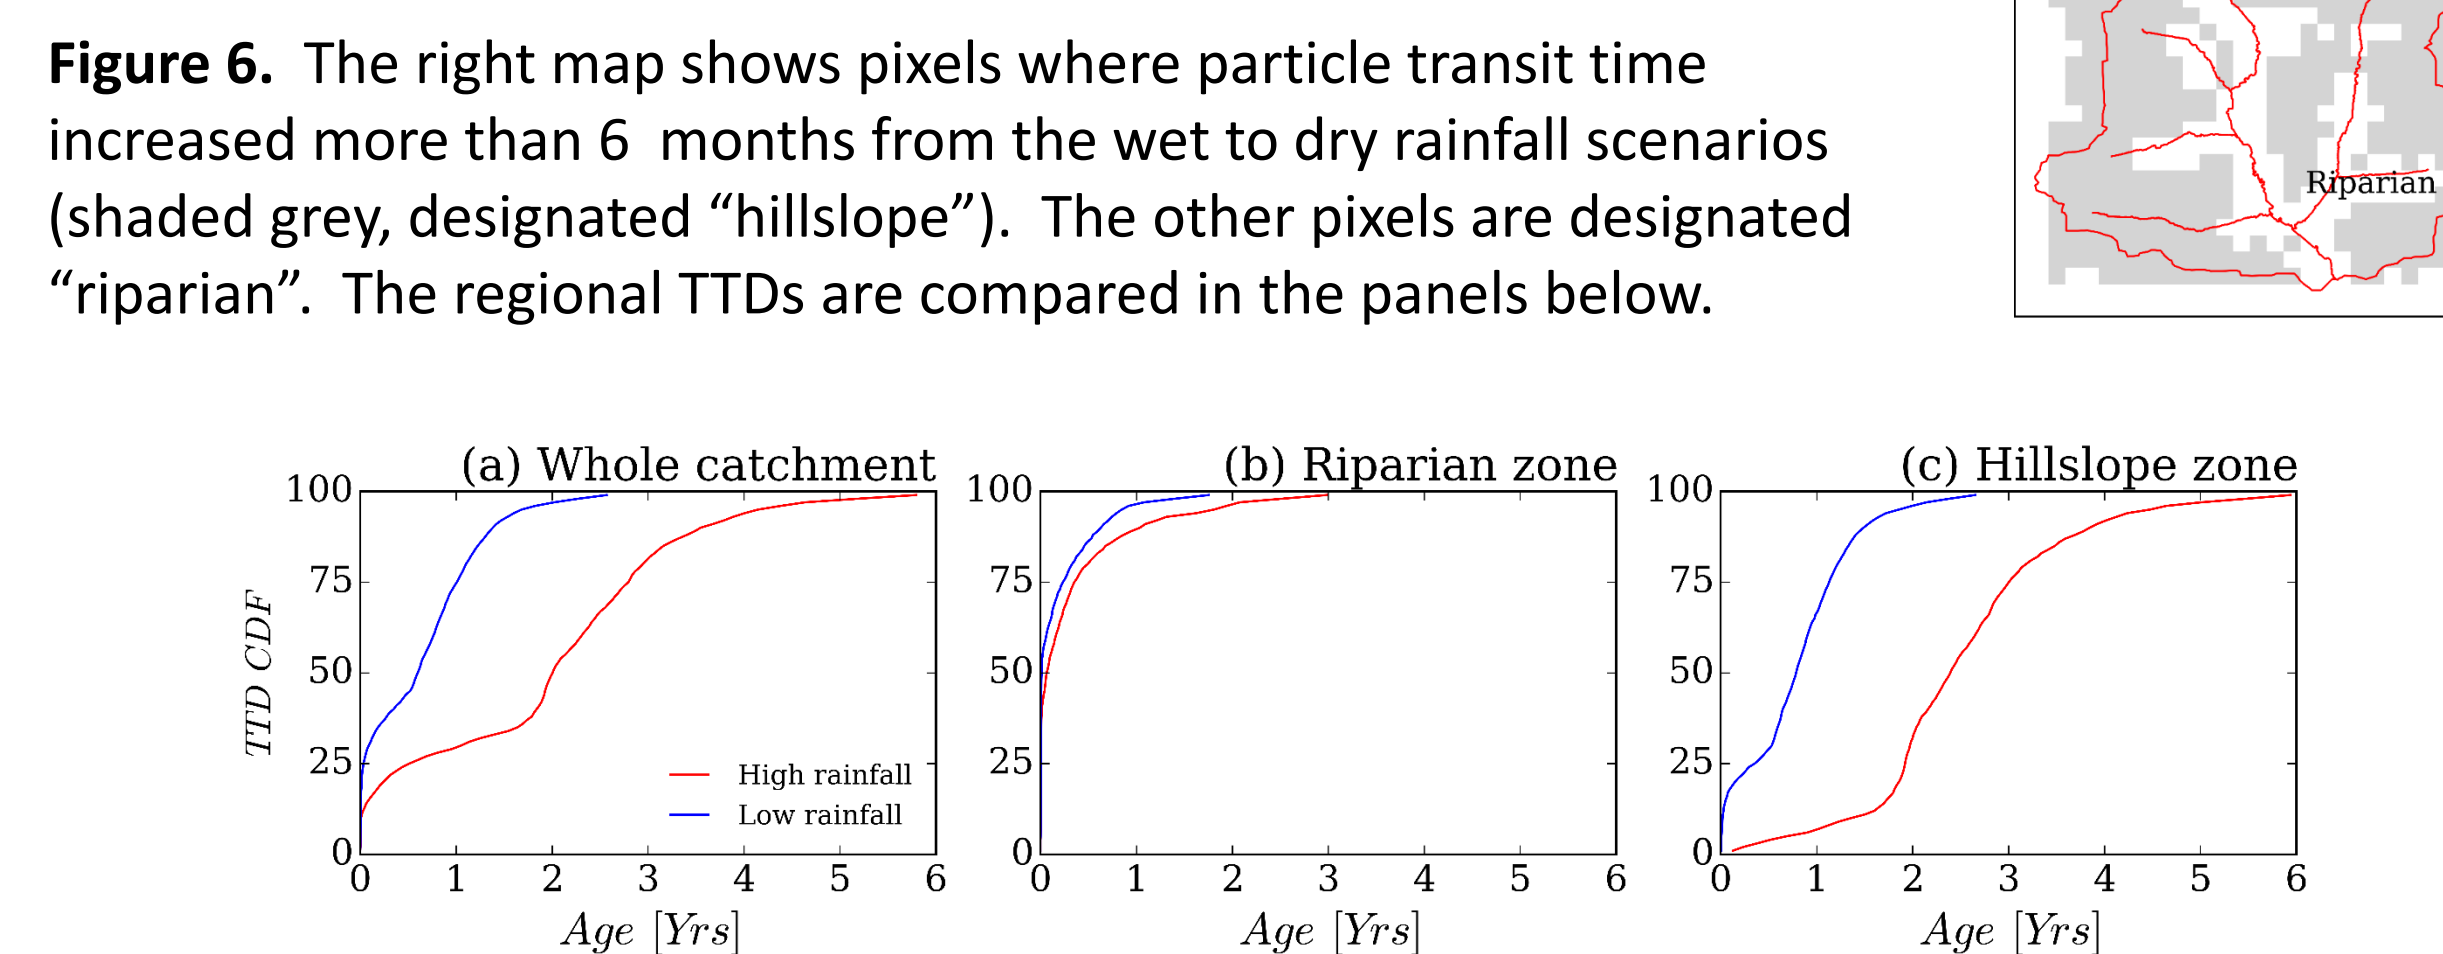 Figure 6. The right map shows pixels where particle transit time
increased more than 6 months from the wet to dry rainfall scenarios
(shaded grey, designated “hillslope”). The other pixels are designated
“riparian”. The regional TTDs are compared in the panels below.
Riparian
(a) Whole catchment
100
75
50
25
0
TTD CDF
High rainfall
Low rainfall
0 1 2 3 4 5 6
Age [Yrs]
(b) Riparian zone
100
75
50
25
0
0 1 2 3 4 5 6
Age [Yrs]
(c) Hillslope zone
100
75
50
25
0
0 1 2 3 4 5 6
Age [Yrs]